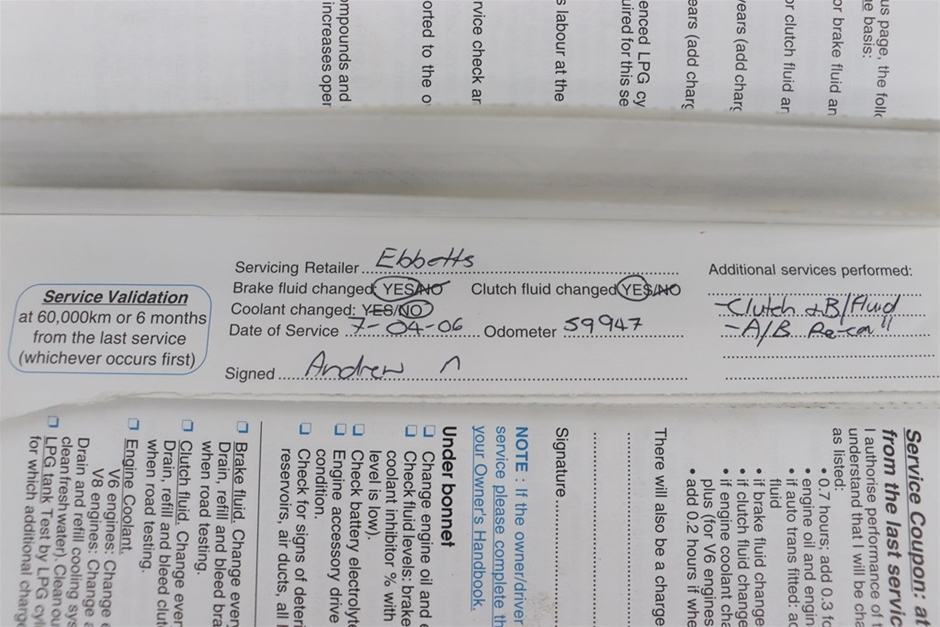 us page, the follo
e basis:
or brake fluid an
or clutch fluid an
years (add charg
ears (add charg
enced LPG cy
uired for this se
s labour at the
rvice check ar
orted to the o
mpounds and
increases oper
Servicing Retailer Ebbetts
Brake fluid changed: YES/NO Clutch fluid changed YES/NO
Coolant changed: YES/NO
Date of Service 7-04-06 Odometer 59947
Signed Andrew
Additional services performed:
-Clutch +B/Fluid
-A/B Re-call
Service Validation
at 60,000km or 6 months
from the last service
(whichever occurs first)
Service Coupon: at
from the last servic
I authorise performance of t
understand that I will be cha
as listed:
• 0.7 hours; add 0.3 fo
• engine oil and engin
• if auto trans fitted: ad
fluid
• if brake fluid change
• if clutch fluid change
• if engine coolant cha
plus (for V6 engines
• add 0.2 hours if whe
There will also be a charge
Signature
NOTE : If the owner/driver
service please complete th
your Owner's Handbook.
Under bonnet
Change engine oil and e
Check fluid levels: brake
coolant inhibitor % with
level is low).
Check battery electrolyt
Engine accessory drive
condition.
Check for signs of deteri
reservoirs, air ducts, all h
Brake fluid. Change every
Drain, refill and bleed bra
when road testing.
Clutch fluid. Change every
Drain, refill and bleed clut
when road testing.
Engine Coolant.
V6 engines: Change e
V8 engines: Change a
Drain and refill cooling sys
clean fresh water). Clean ou
LPG tank Test by LPG cyl
for which additional charge